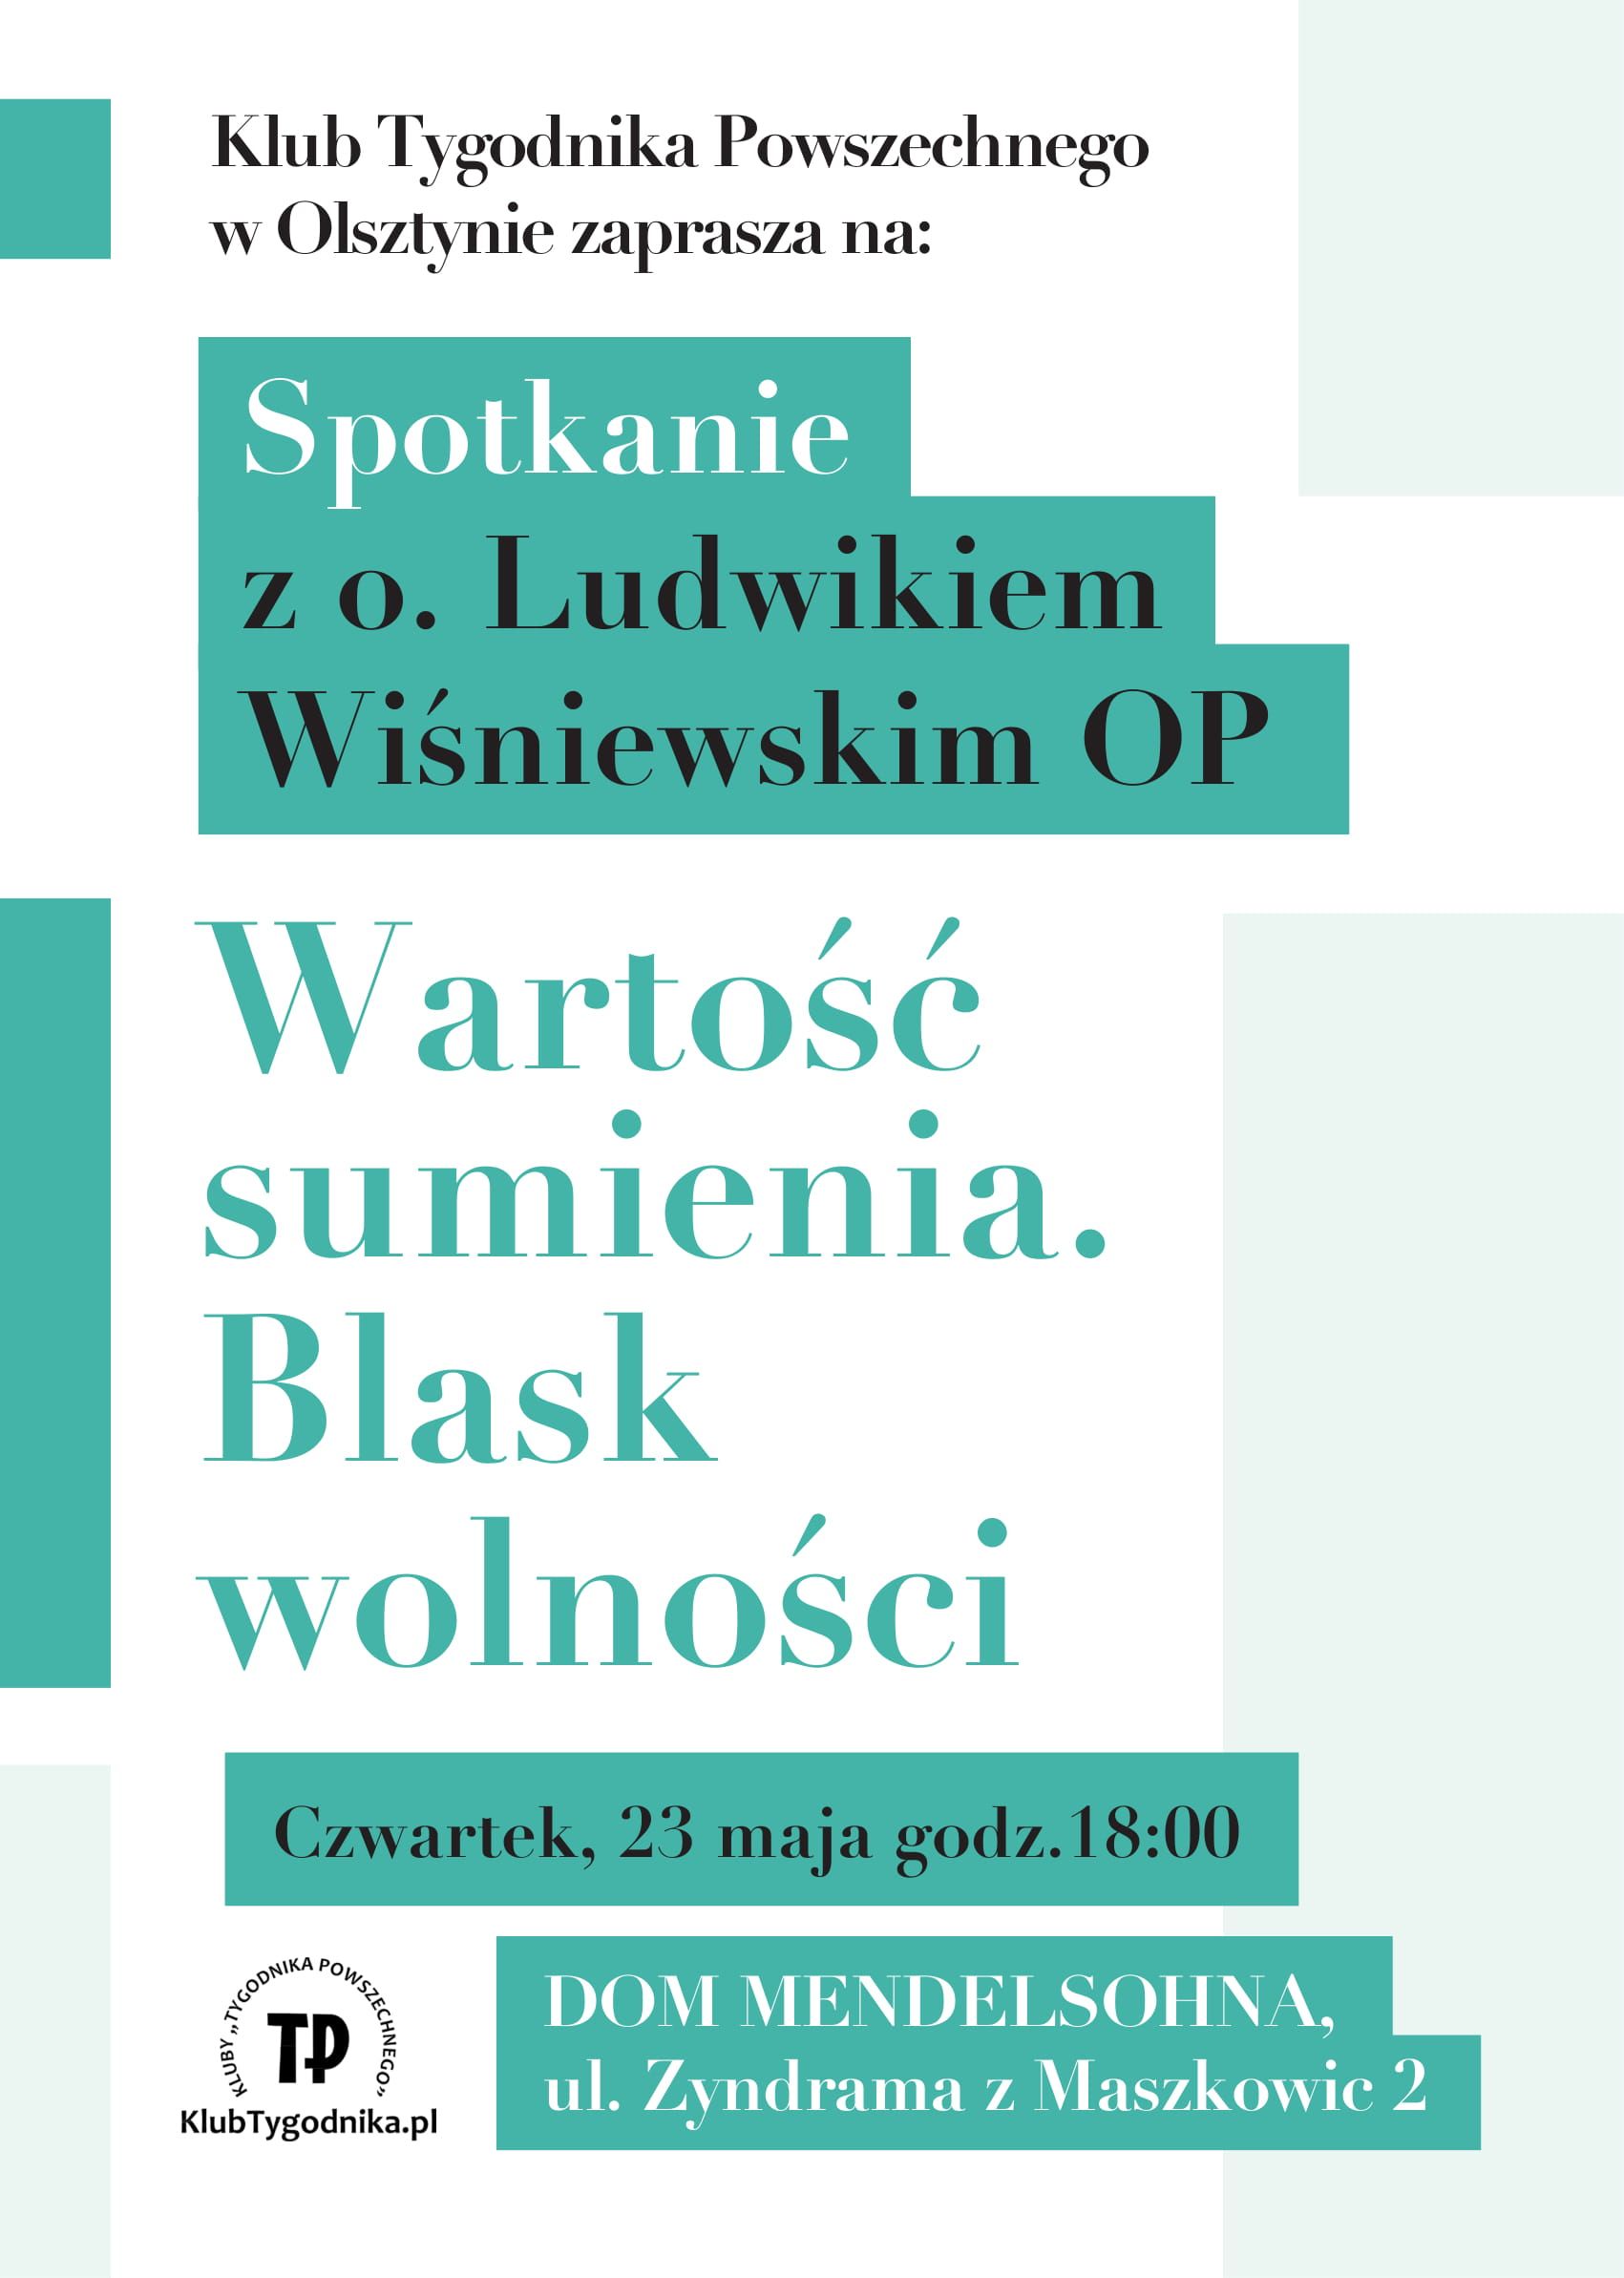 Klub Tygodnika Powszechnego
w Olsztynie zaprasza na:
Spotkanie
z o. Ludwikiem
Wiśniewskim OP
Wartość
sumienia.
Blask
wolności
Czwartek, 23 maja godz.18:00
KLUBY „TYGODNIKA POWSZECHNEGO”
TP
KlubTygodnika.pl
DOM MENDELSOHNA,
ul. Zyndrama z Maszkowic 2